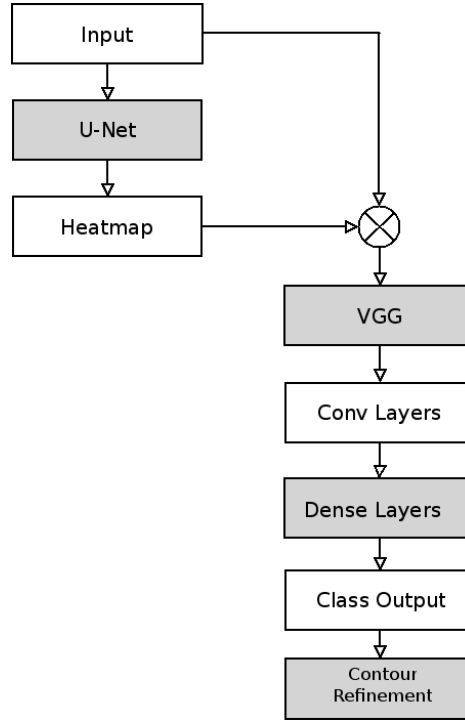 Input
U-Net
Heatmap
VGG
Conv Layers
Dense Layers
Class Output
Contour
Refinement